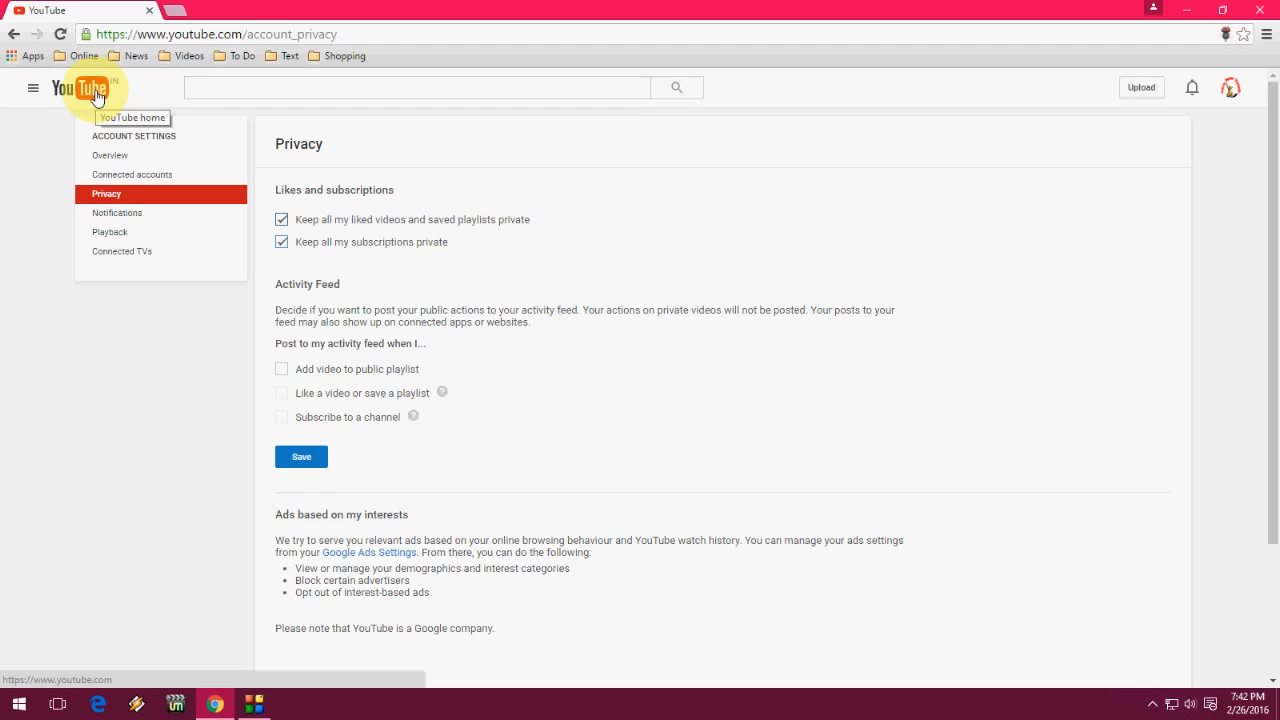 YouTube
https://www.youtube.com/account_privacy
Apps Online News Videos To Do Text Shopping
YouTube IN
Upload
YouTube home
ACCOUNT SETTINGS
Overview
Connected accounts
Privacy
Notifications
Playback
Connected TVs
Privacy
Likes and subscriptions
Keep all my liked videos and saved playlists private
Keep all my subscriptions private
Activity Feed
Decide if you want to post your public actions to your activity feed. Your actions on private videos will not be posted. Your posts to your
feed may also show up on connected apps or websites.
Post to my activity feed when I...
Add video to public playlist
Like a video or save a playlist ?
Subscribe to a channel ?
Save
Ads based on my interests
We try to serve you relevant ads based on your online browsing behaviour and YouTube watch history. You can manage your ads settings
from your Google Ads Settings. From there, you can do the following:
View or manage your demographics and interest categories
Block certain advertisers
Opt out of interest-based ads
Please note that YouTube is a Google company.
https://www.youtube.com
7:42 PM
2/26/2016